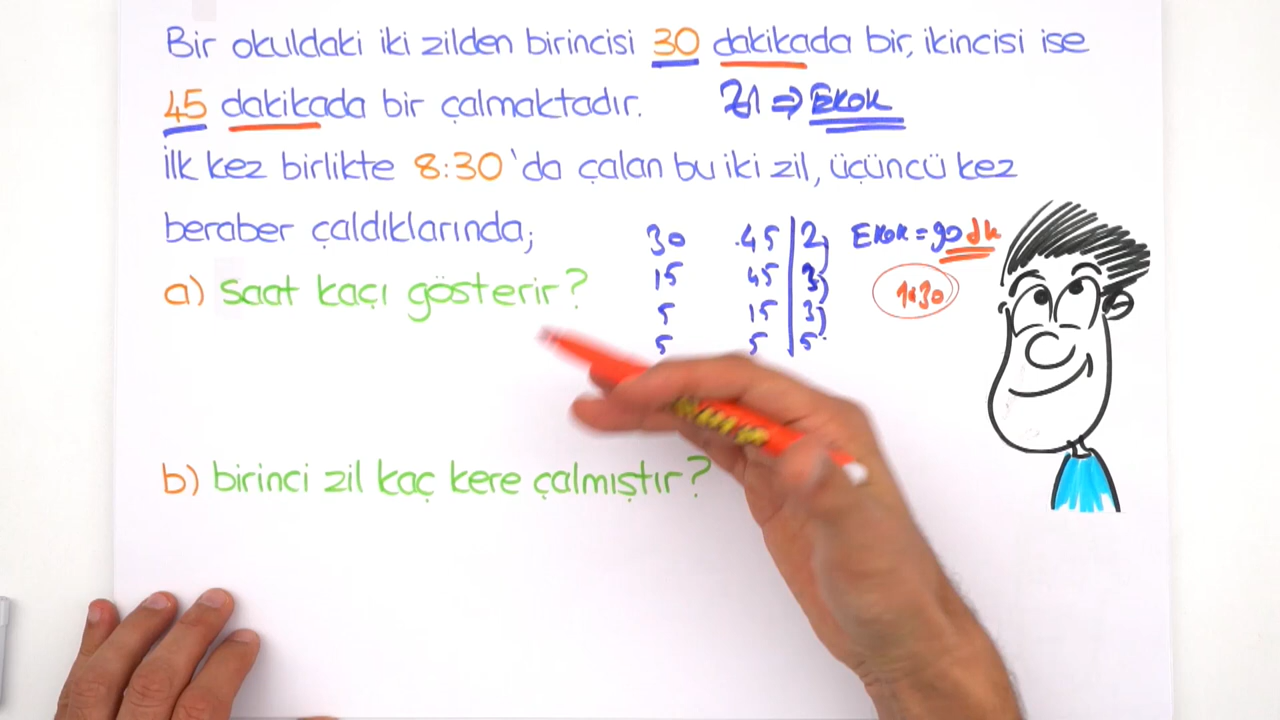 Bir okuldaki iki zilden birincisi 30 dakikada bir, ikincisi ise
45 dakikada bir çalmaktadır.
⇒ EKOK
İlk kez birlikte 8:30'da çalan bu iki zil, üçüncü kez
beraber çaldıklarında;
30 45 2
EKOK = 90 dk
a) saat kaçı gösterir?
15 45 3
1:30
5 15 3
5 5 5
b) birinci zil kaç kere çalmıştır?